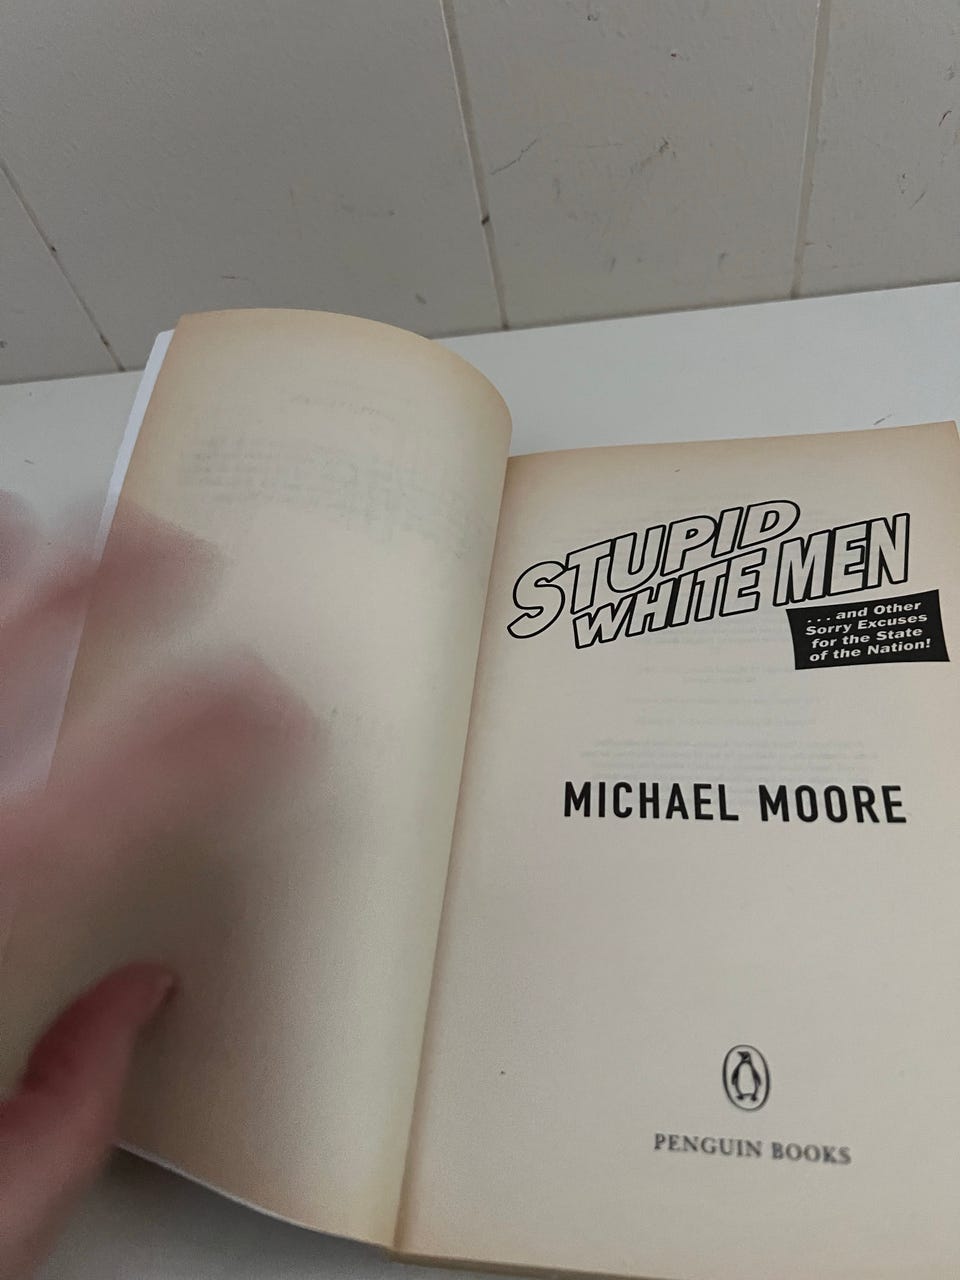 STUPID
WHITE MEN
. . . and Other
Sorry Excuses
for the State
of the Nation!
MICHAEL MOORE
PENGUIN BOOKS